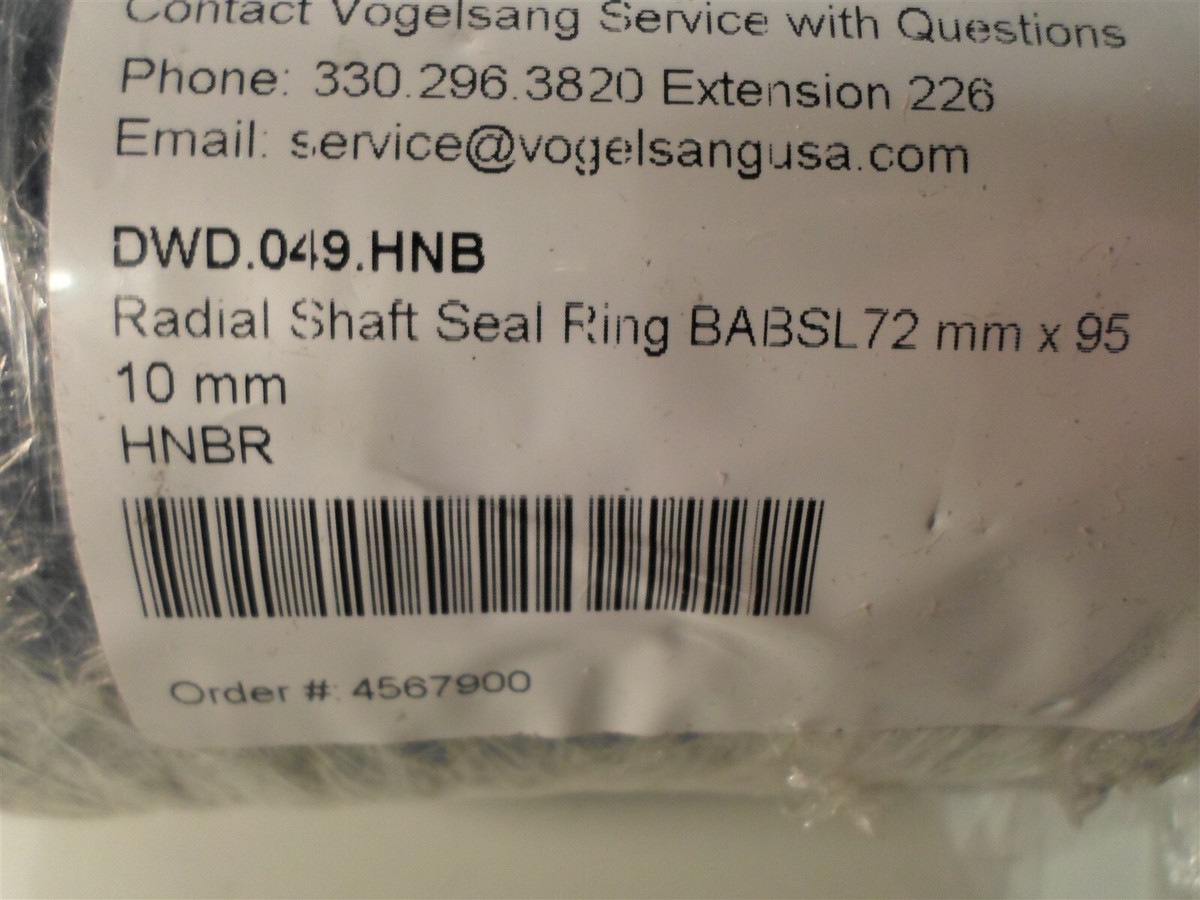 Contact Vogelsang Service with Questions
Phone: 330.296.3820 Extension 226
Email: service@vogelsangusa.com
DWD.049.HNB
Radial Shaft Seal Ring BABSL72 mm x 95
10 mm
HNBR
Order #: 4567900